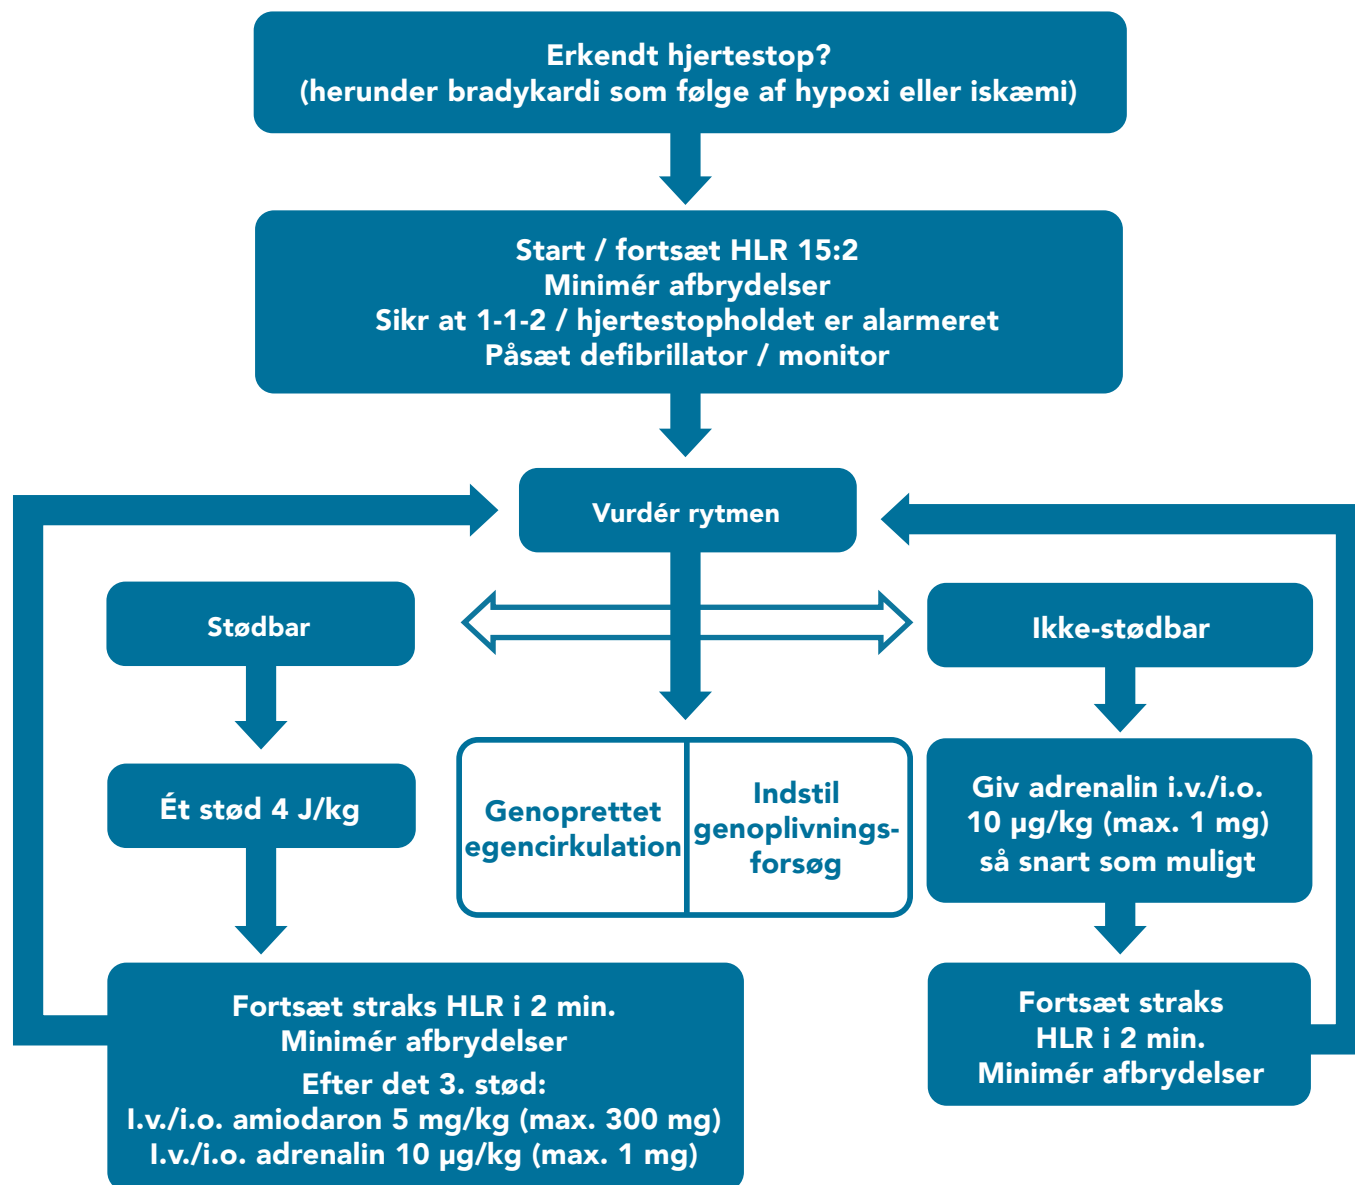 Erkendt hjertestop?
(herunder bradykardi som følge af hypoxi eller iskæmi)
Start / fortsæt HLR 15:2
Minimér afbrydelser
Sikr at 1-1-2 / hjertestopholdet er alarmeret
Påsæt defibrillator / monitor
Vurdér rytmen
Stødbar
Ét stød 4 J/kg
Fortsæt straks HLR i 2 min.
Minimér afbrydelser
Efter det 3. stød:
I.v./i.o. amiodaron 5 mg/kg (max. 300 mg)
I.v./i.o. adrenalin 10 µg/kg (max. 1 mg)
Genoprettet
egencirkulation
Indstil
genoplivnings-
forsøg
Ikke-stødbar
Giv adrenalin i.v./i.o.
10 µg/kg (max. 1 mg)
så snart som muligt
Fortsæt straks
HLR i 2 min.
Minimér afbrydelser